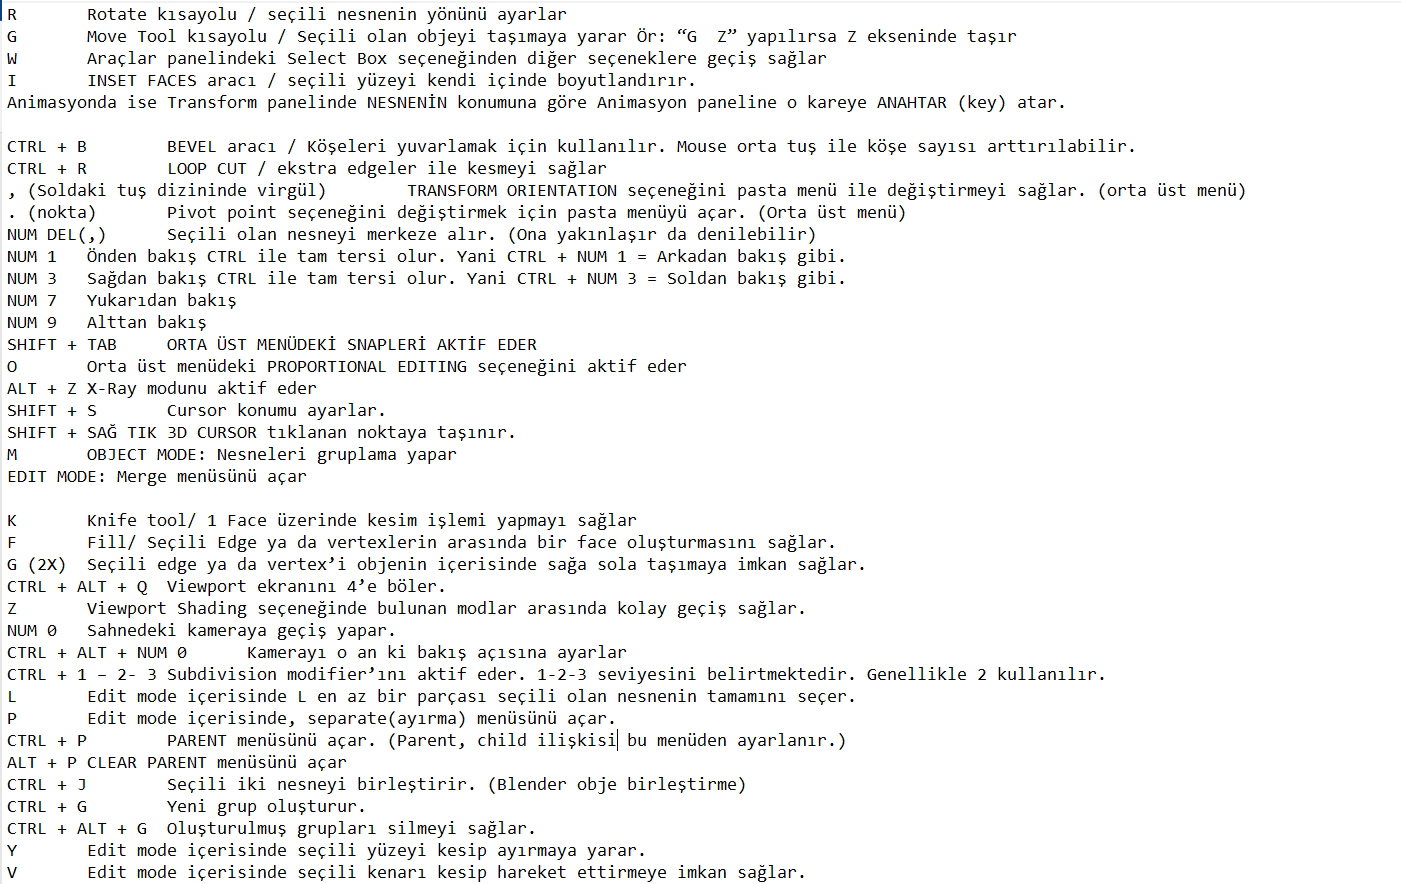 R       Rotate kısayolu / seçili nesnenin yönünü ayarlar
G       Move Tool kısayolu / Seçili olan objeyi taşımaya yarar Ör: “G  Z” yapılırsa Z ekseninde taşır
W       Araçlar panelindeki Select Box seçeneğinden diğer seçeneklere geçiş sağlar
I       INSET FACES aracı / seçili yüzeyi kendi içinde boyutlandırır.
Animasyonda ise Transform panelinde NESNENİN konumuna göre Animasyon paneline o kareye ANAHTAR (key) atar.
CTRL + B        BEVEL aracı / Köşeleri yuvarlamak için kullanılır. Mouse orta tuş ile köşe sayısı arttırılabilir.
CTRL + R        LOOP CUT / ekstra edgeler ile kesmeyi sağlar
, (Soldaki tuş dizininde virgül)        TRANSFORM ORIENTATION seçeneğini pasta menü ile değiştirmeyi sağlar. (orta üst menü)
. (nokta)       Pivot point seçeneğini değiştirmek için pasta menüyü açar. (Orta üst menü)
NUM DEL(,)      Seçili olan nesneyi merkeze alır. (Ona yakınlaşır da denilebilir)
NUM 1   Önden bakış CTRL ile tam tersi olur. Yani CTRL + NUM 1 = Arkadan bakış gibi.
NUM 3   Sağdan bakış CTRL ile tam tersi olur. Yani CTRL + NUM 3 = Soldan bakış gibi.
NUM 7   Yukarıdan bakış
NUM 9   Alttan bakış
SHIFT + TAB     ORTA ÜST MENÜDEKİ SNAPLERİ AKTİF EDER
O       Orta üst menüdeki PROPORTIONAL EDITING seçeneğini aktif eder
ALT + Z X-Ray modunu aktif eder
SHIFT + S       Cursor konumu ayarlar.
SHIFT + SAĞ TIK 3D CURSOR tıklanan noktaya taşınır.
M       OBJECT MODE: Nesneleri gruplama yapar
EDIT MODE: Merge menüsünü açar
K       Knife tool/ 1 Face üzerinde kesim işlemi yapmayı sağlar
F       Fill/ Seçili Edge ya da vertexlerin arasında bir face oluşturmasını sağlar.
G (2X)  Seçili edge ya da vertex’i objenin içerisinde sağa sola taşımaya imkan sağlar.
CTRL + ALT + Q  Viewport ekranını 4’e böler.
Z       Viewport Shading seçeneğinde bulunan modlar arasında kolay geçiş sağlar.
NUM 0   Sahnedeki kameraya geçiş yapar.
CTRL + ALT + NUM 0      Kamerayı o an ki bakış açısına ayarlar
CTRL + 1 – 2- 3 Subdivision modifier’ını aktif eder. 1-2-3 seviyesini belirtmektedir. Genellikle 2 kullanılır.
L       Edit mode içerisinde L en az bir parçası seçili olan nesnenin tamamını seçer.
P       Edit mode içerisinde, separate(ayırma) menüsünü açar.
CTRL + P        PARENT menüsünü açar. (Parent, child ilişkisi bu menüden ayarlanır.)
ALT + P CLEAR PARENT menüsünü açar
CTRL + J        Seçili iki nesneyi birleştirir. (Blender obje birleştirme)
CTRL + G        Yeni grup oluşturur.
CTRL + ALT + G  Oluşturulmuş grupları silmeyi sağlar.
Y       Edit mode içerisinde seçili yüzeyi kesip ayırmaya yarar.
V       Edit mode içerisinde seçili kenarı kesip hareket ettirmeye imkan sağlar.